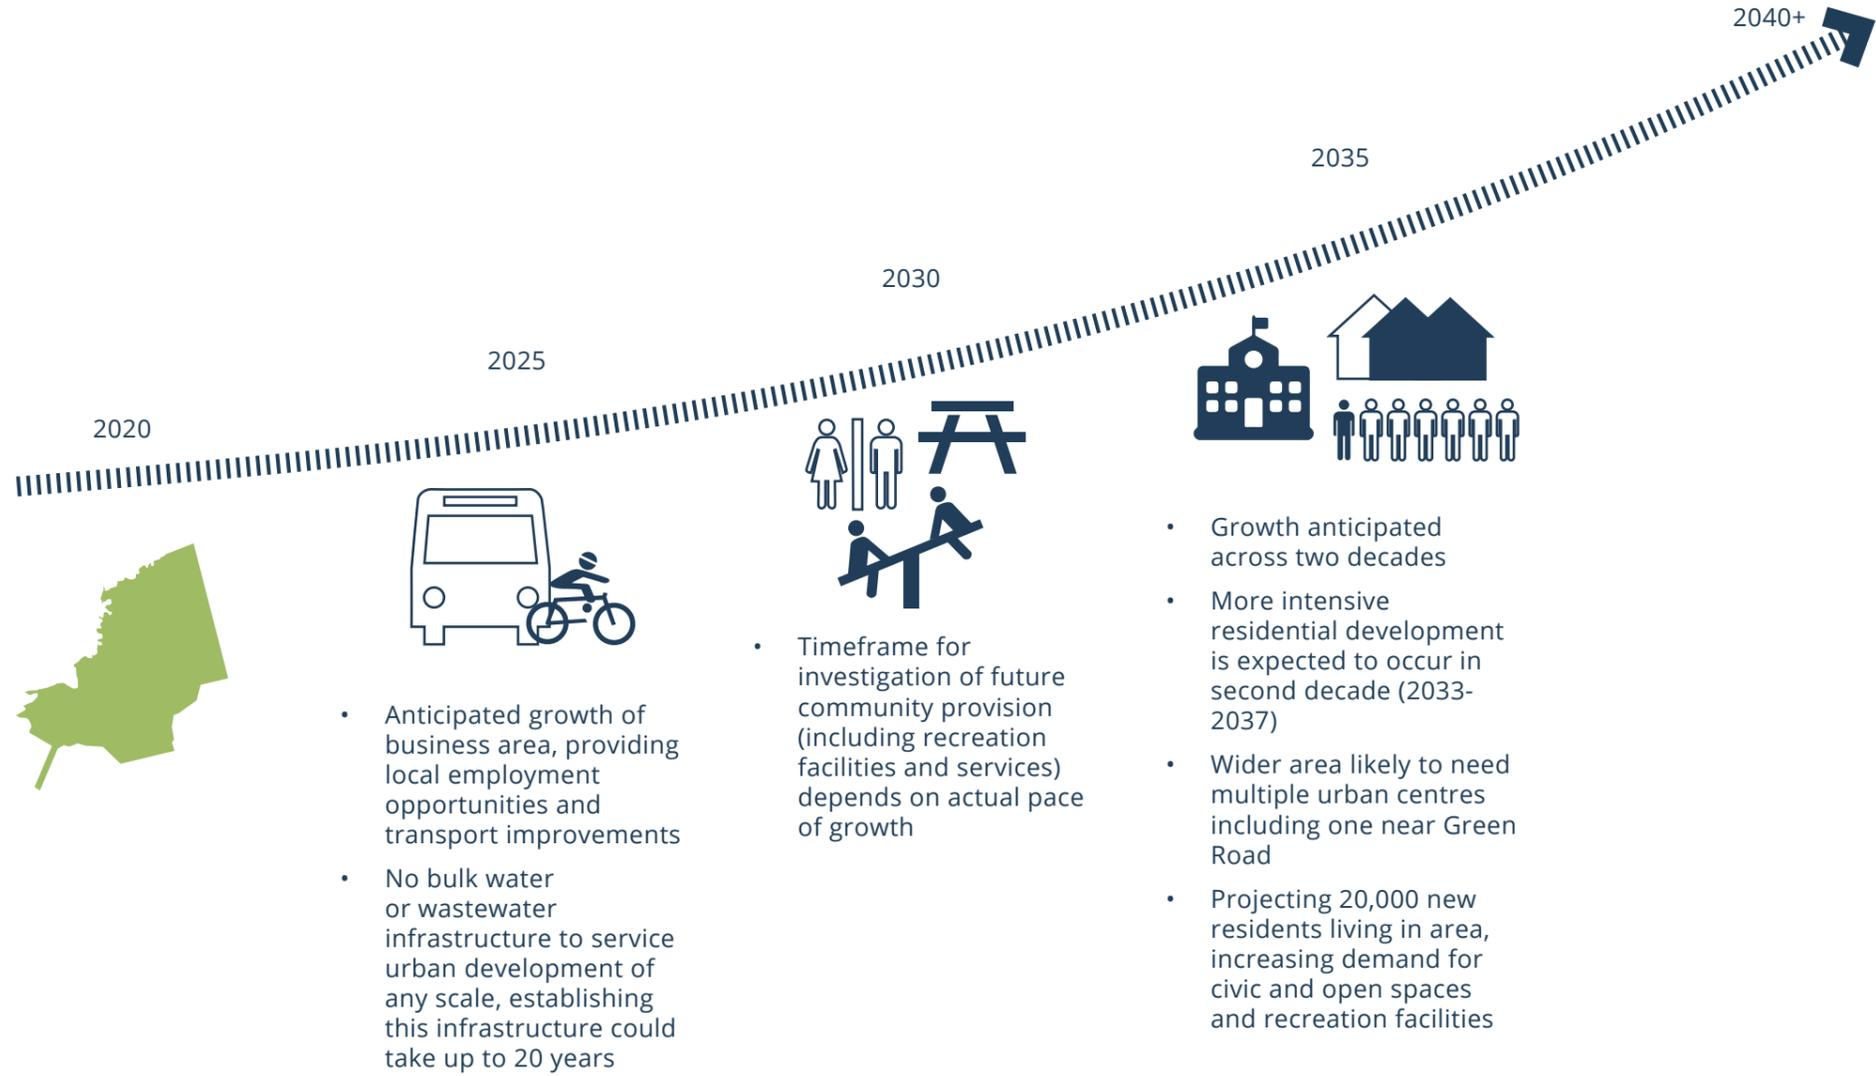 2020
2025
2030
2035
2040+
• Anticipated growth of
business area, providing
local employment
opportunities and
transport improvements
• No bulk water
or wastewater
infrastructure to service
urban development of
any scale, establishing
this infrastructure could
take up to 20 years
• Timeframe for
investigation of future
community provision
(including recreation
facilities and services)
depends on actual pace
of growth
• Growth anticipated
across two decades
• More intensive
residential development
is expected to occur in
second decade (2033-
2037)
• Wider area likely to need
multiple urban centres
including one near Green
Road
• Projecting 20,000 new
residents living in area,
increasing demand for
civic and open spaces
and recreation facilities